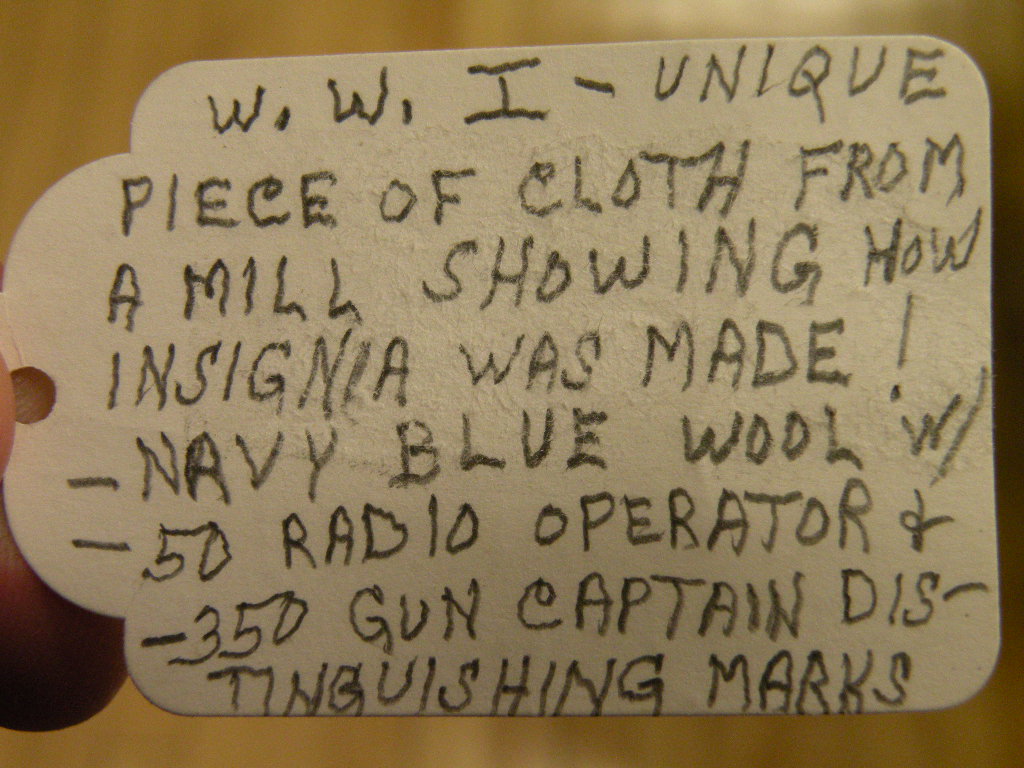 W. W. I - UNIQUE
PIECE OF CLOTH FROM
A MILL SHOWING HOW
INSIGNIA WAS MADE!
- NAVY BLUE WOOL W/
- 50 RADIO OPERATOR &
- 350 GUN CAPTAIN DIS-
TINGUISHING MARKS